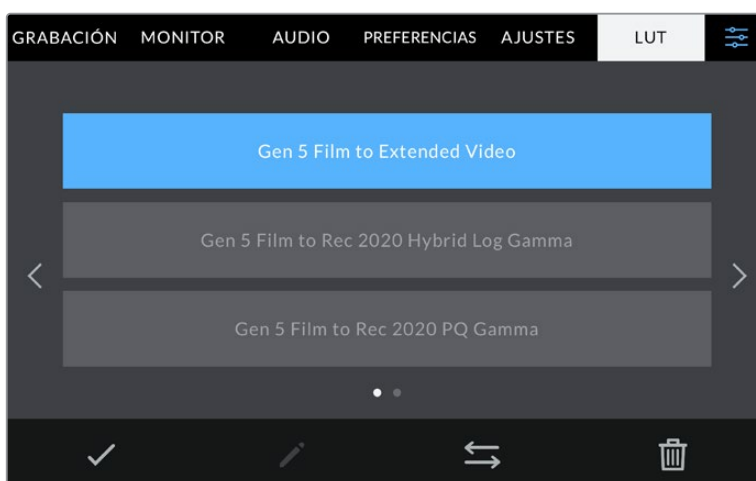 GRABACIÓN MONITOR AUDIO PREFERENCIAS AJUSTES LUT
Gen 5 Film to Extended Video
Gen 5 Film to Rec 2020 Hybrid Log Gamma
Gen 5 Film to Rec 2020 PQ Gamma